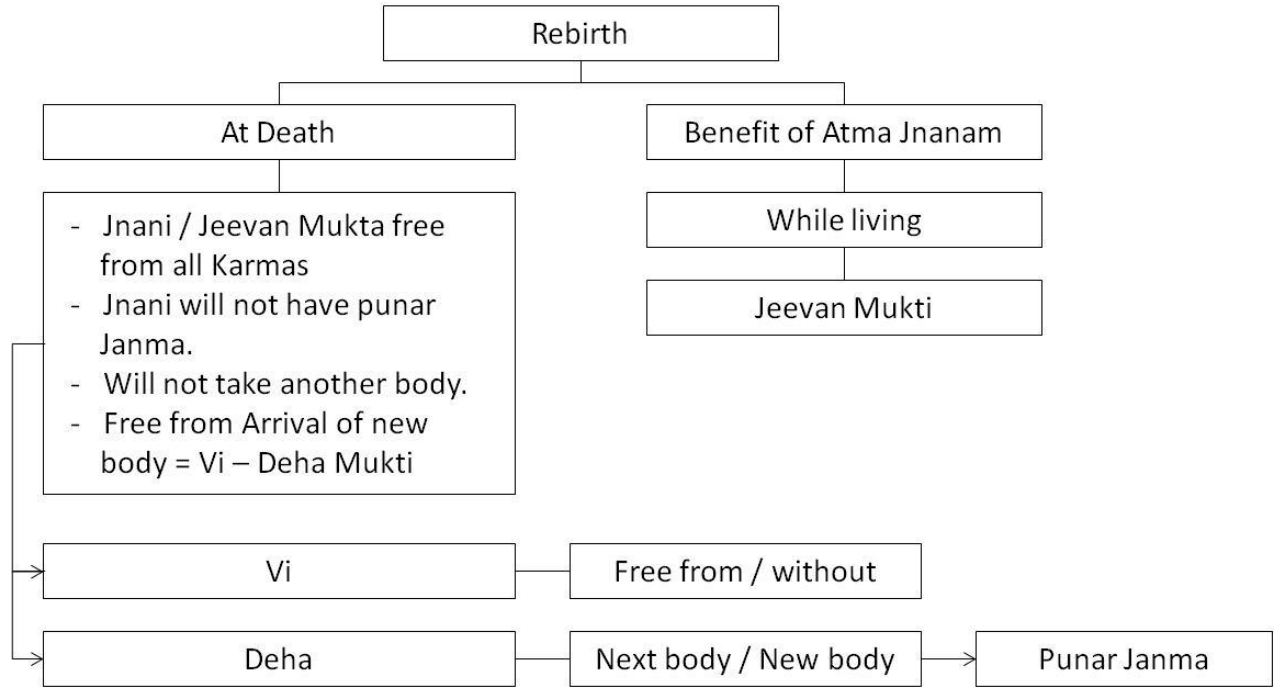 Rebirth
At Death
Benefit of Atma Jnanam
- Jnani / Jeevan Mukta free
from all Karmas
- Jnani will not have punar
Janma.
- Will not take another body.
- Free from Arrival of new
body = Vi – Deha Mukti
While living
Jeevan Mukti
Vi
Free from / without
Deha
Next body / New body
Punar Janma